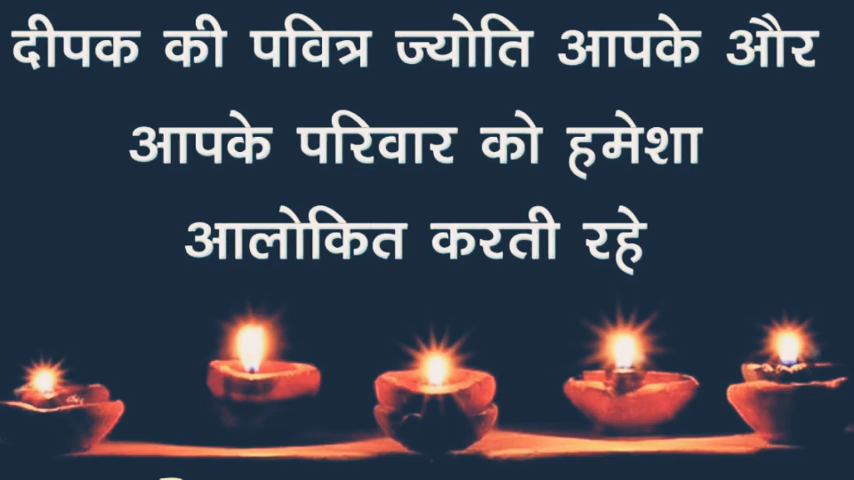 दीपक की पवित्र ज्योति आपके और
आपके परिवार को हमेशा
आलोकित करती रहे